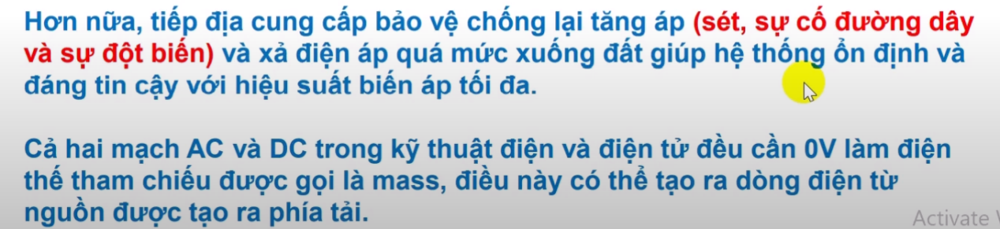 Hơn nữa, tiếp địa cung cấp bảo vệ chống lại tăng áp (sét, sự cố đường dây
và sự đột biến) và xả điện áp quá mức xuống đất giúp hệ thống ổn định và
đáng tin cậy với hiệu suất biến áp tối đa.
Cả hai mạch AC và DC trong kỹ thuật điện và điện tử đều cần 0V làm điện
thế tham chiếu được gọi là mass, điều này có thể tạo ra dòng điện từ
nguồn được tạo ra phía tải.
Activate